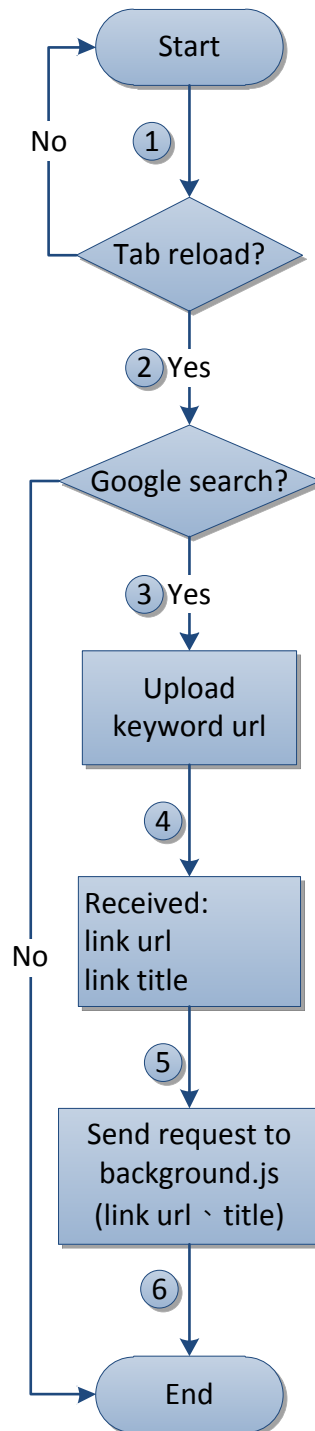 Start
1
No
Tab reload?
2 Yes
Google search?
3 Yes
Upload
keyword url
4
Received:
link url
link title
No
5
Send request to
background.js
(link url、title)
6
End